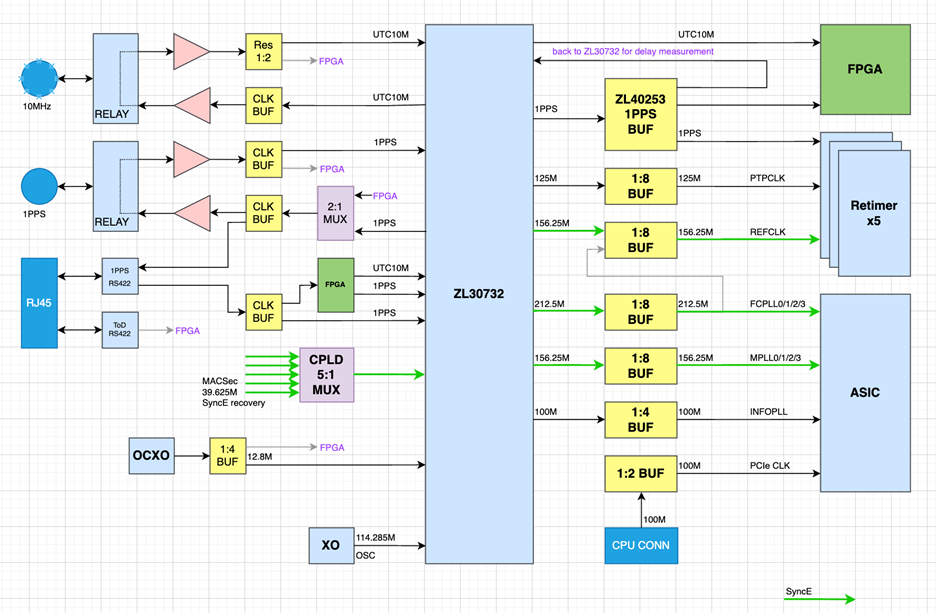 10MHz
RELAY
Res
1:2
FPGA
UTC10M
CLK
BUF
UTC10M
1PPS
RELAY
CLK
BUF
FPGA
1PPS
CLK
BUF
2:1
MUX
FPGA
1PPS
RJ45
1PPS
RS422
ToD
RS422
FPGA
CLK
BUF
FPGA
UTC10M
1PPS
1PPS
MACSec
39.625M
SyncE recovery
CPLD
5:1
MUX
OCXO
1:4
BUF
FPGA
12.8M
XO
114.285M
OSC
ZL30732
UTC10M
back to ZL30732 for delay measurement
FPGA
1PPS
ZL40253
1PPS
BUF
1PPS
125M
1:8
BUF
125M
PTPCLK
Retimer
x5
156.25M
1:8
BUF
156.25M
REFCLK
212.5M
1:8
BUF
212.5M
FCPLL0/1/2/3
156.25M
1:8
BUF
156.25M
MPLL0/1/2/3
ASIC
100M
1:4
BUF
100M
INFOPLL
1:2 BUF
100M
PCIe CLK
100M
CPU CONN
SyncE